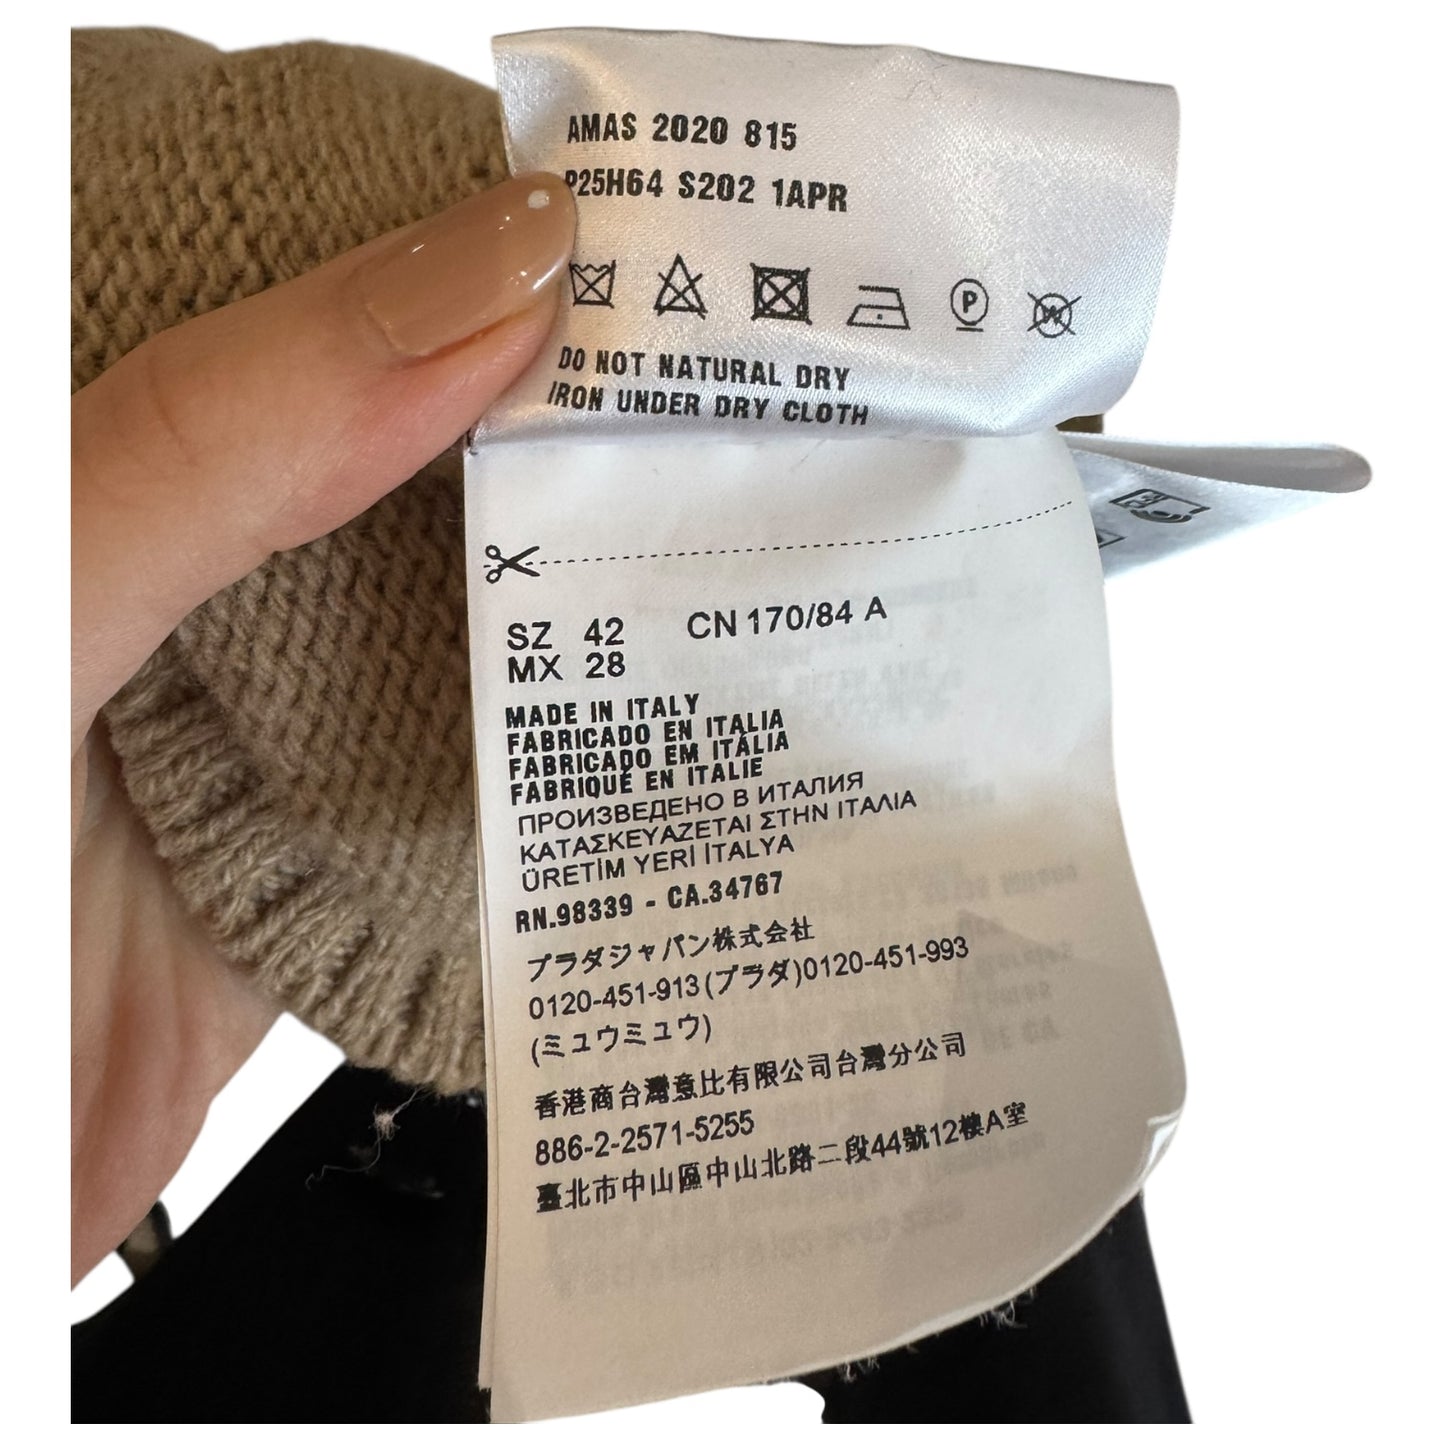 AMAS 2020 815
P25H64 S202 1APR
P
W
DO NOT NATURAL DRY
IRON UNDER DRY CLOTH
SZ 42 CN 170/84 A
MX 28
MADE IN ITALY
FABRICADO EN ITALIA
FABRICADO EM ITÁLIA
FABRIQUÉ EN ITALIE
ПРОИЗВЕДЕНО В ИТАЛИЯ
ΚΑΤΑΣΚΕΥΑΖΕΤΑΙ ΣΤΗΝ ΙΤΑΛΙΑ
ÜRETİM YERİ İTALYA
RN.98339 - CA.34767
プラダジャパン株式会社
0120-451-913(プラダ)0120-451-993
(ミュウミュウ)
香港商台灣意比有限公司台灣分公司
886-2-2571-5255
臺北市中山區中山北路二段44號12樓A室